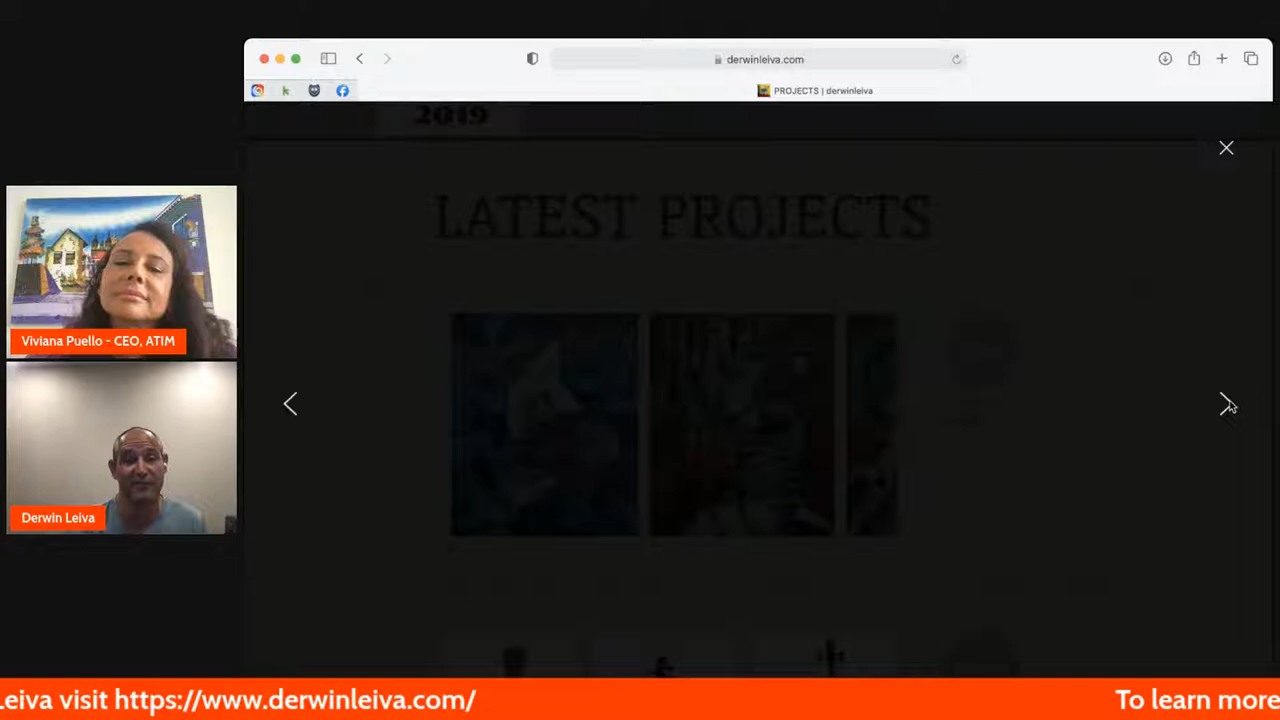 derwinleiva.com
PROJECTS | derwinleiva
2019
LATEST PROJECTS
Viviana Puello - CEO, ATIM
Derwin Leiva
Leiva visit https://www.derwinleiva.com/
To learn more